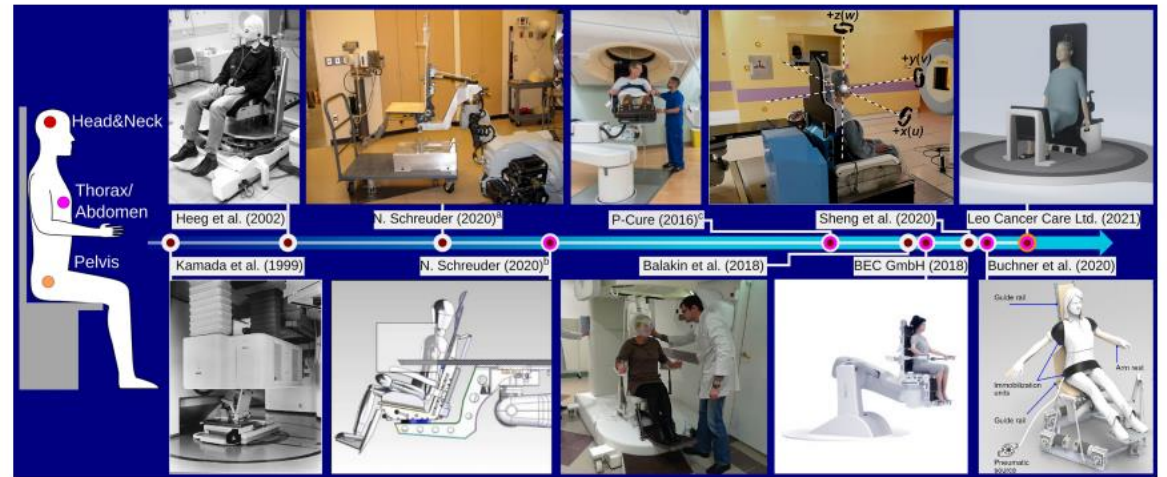 Head&Neck
Thorax/
Abdomen
Pelvis
+z(w)
+y(v)
+x(u)
Heeg et al. (2002)
N. Schreuder (2020)a
P-Cure (2016)c
Sheng et al. (2020)
Leo Cancer Care Ltd. (2021)
Kamada et al. (1999)
N. Schreuder (2020)b
Balakin et al. (2018)
BEC GmbH (2018)
Buchner et al. (2020)
Guide rail
Arm rest
Immobilization
units
Guide rail
Pneumatic
source